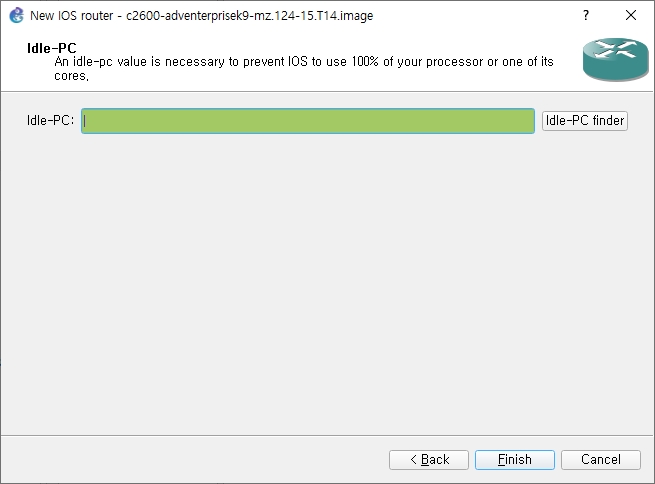 New IOS router - c2600-adventerprisek9-mz.124-15.T14.image
Idle-PC
An idle-pc value is necessary to prevent IOS to use 100% of your processor or one of its
cores.
Idle-PC:
Idle-PC finder
< Back
Finish
Cancel